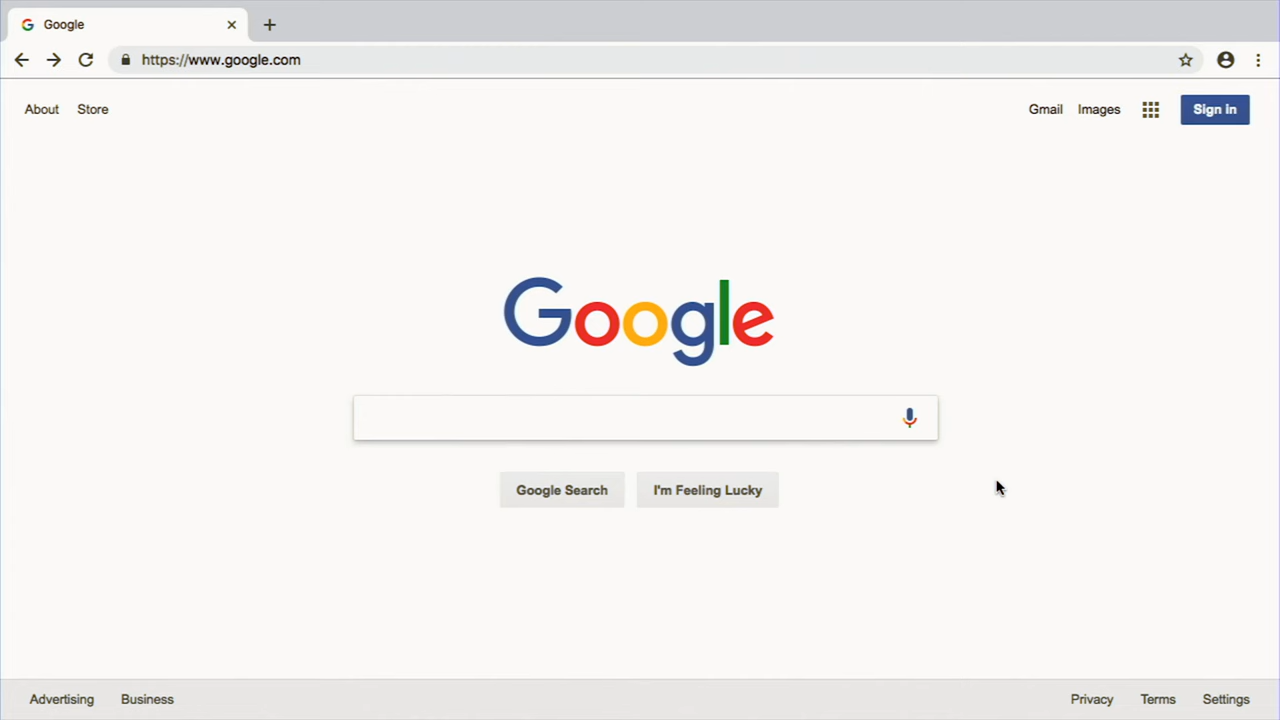 Google
https://www.google.com
About Store Gmail Images Sign in
Google
Google Search I'm Feeling Lucky
Advertising Business Privacy Terms Settings